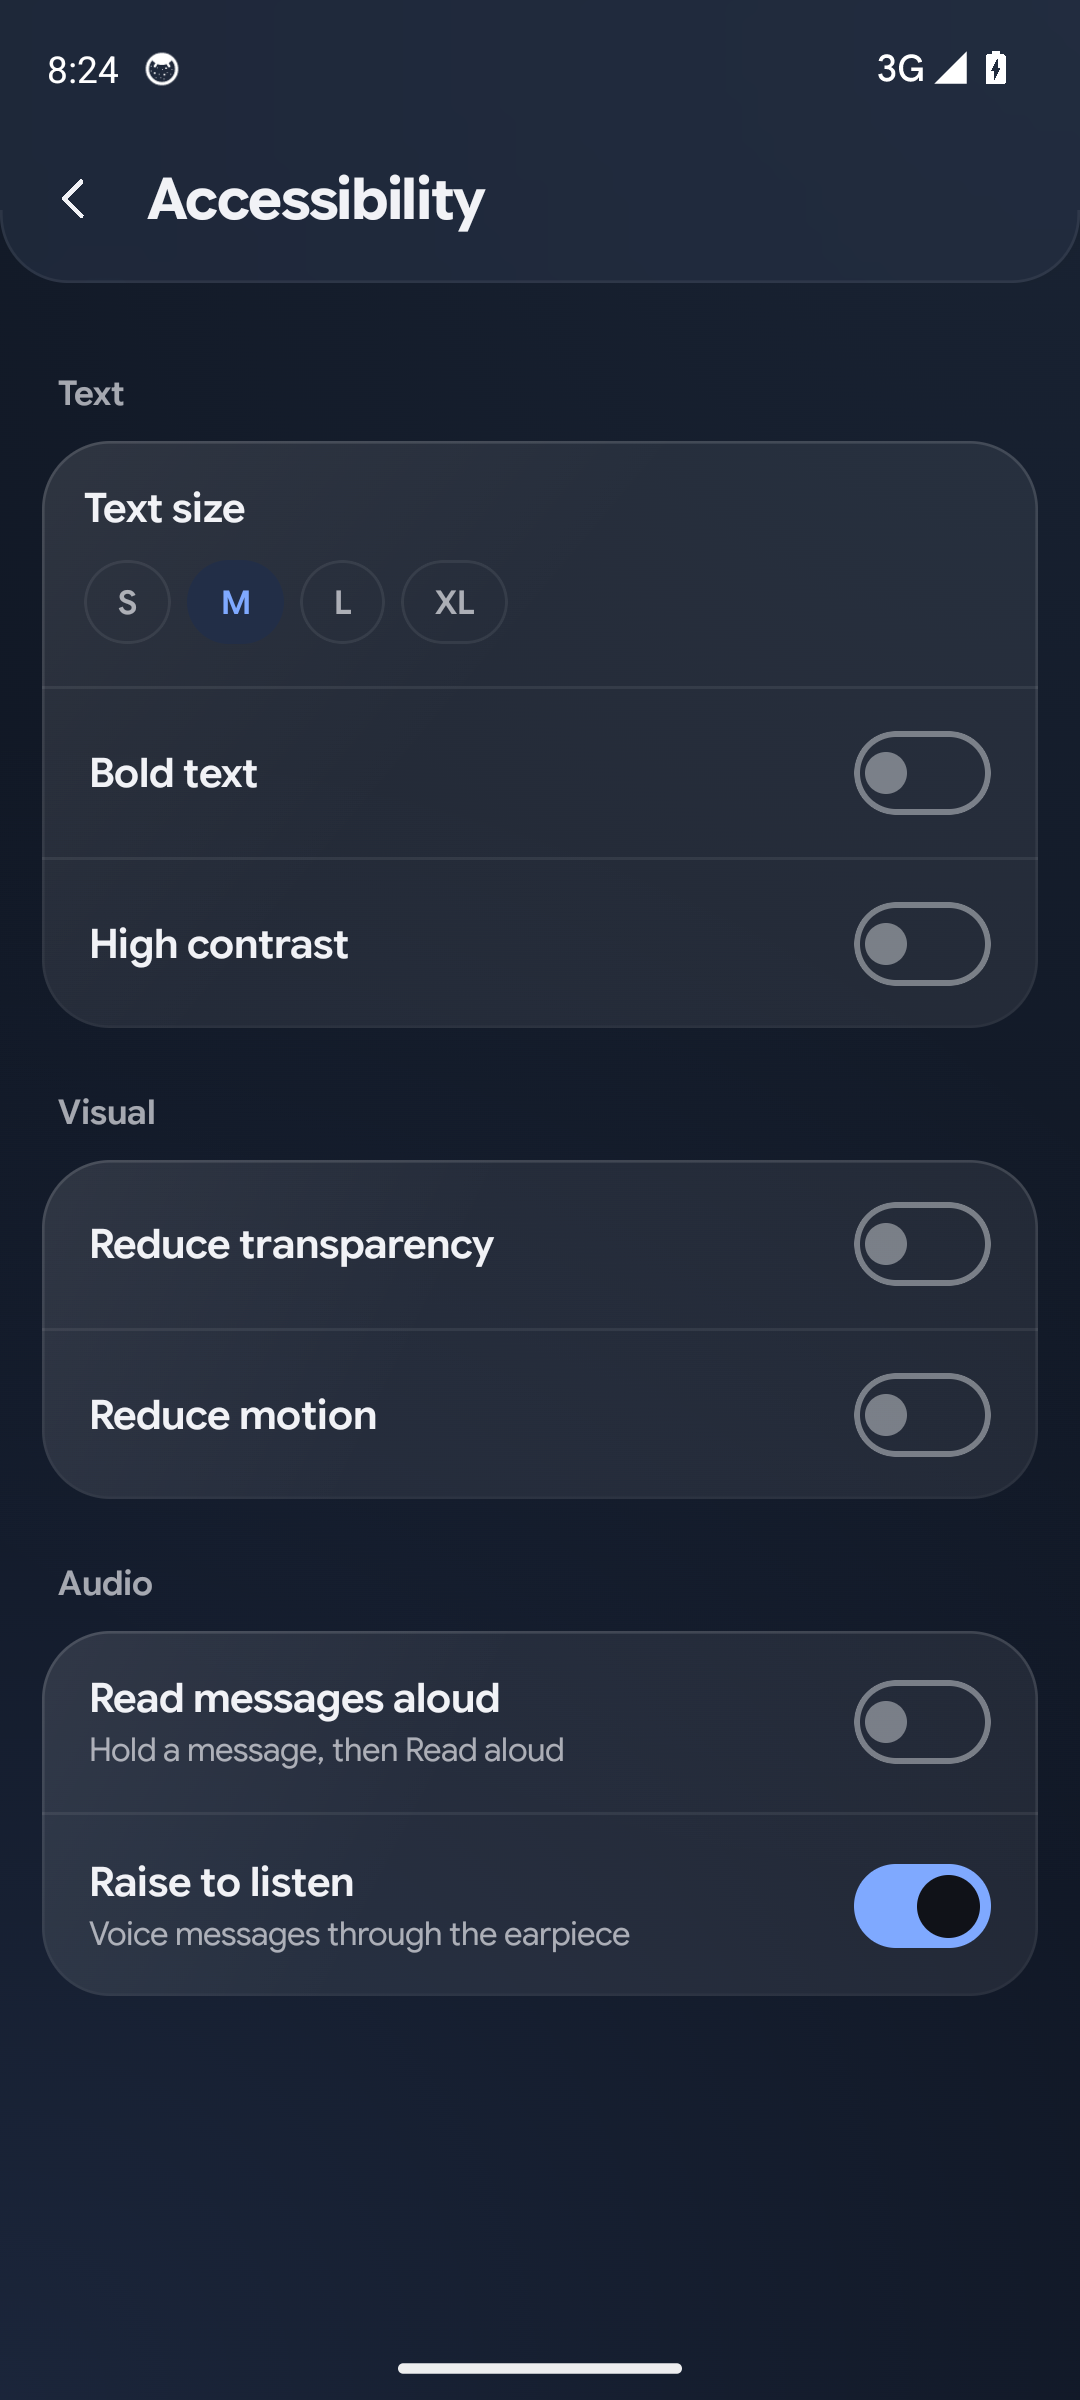 8:24
3G
Accessibility
Text
Text size
S M L XL
Bold text
High contrast
Visual
Reduce transparency
Reduce motion
Audio
Read messages aloud
Hold a message, then Read aloud
Raise to listen
Voice messages through the earpiece